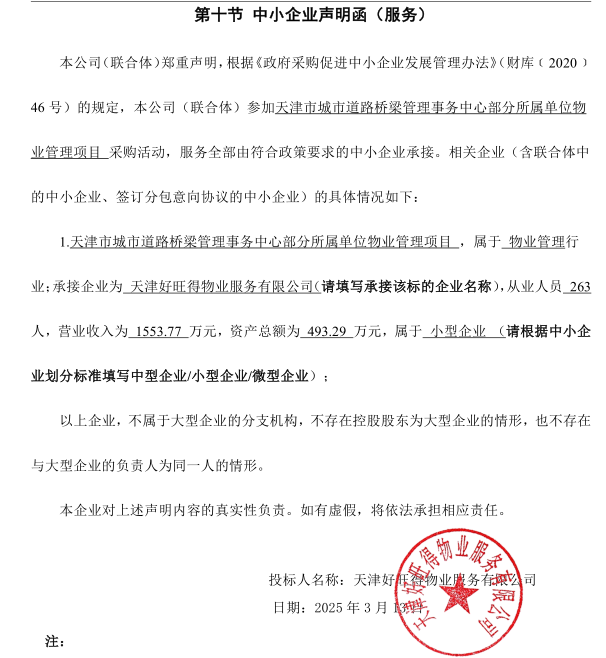 第十节 中小企业声明函（服务）
本公司（联合体）郑重声明，根据《政府采购促进中小企业发展管理办法》（财库﹝2020﹞
46 号）的规定，本公司（联合体）参加天津市城市道路桥梁管理事务中心部分所属单位物
业管理项目 采购活动，服务全部由符合政策要求的中小企业承接。相关企业（含联合体中
的中小企业、签订分包意向协议的中小企业）的具体情况如下：
1.天津市城市道路桥梁管理事务中心部分所属单位物业管理项目 ，属于 物业管理行
业；承接企业为 天津好旺得物业服务有限公司（请填写承接该标的企业名称），从业人员 263
人，营业收入为 1553.77 万元，资产总额为 493.29 万元，属于 小型企业 （请根据中小企
业划分标准填写中型企业/小型企业/微型企业）；
以上企业，不属于大型企业的分支机构，不存在控股股东为大型企业的情形，也不存在
与大型企业的负责人为同一人的情形。
本企业对上述声明内容的真实性负责。如有虚假，将依法承担相应责任。
投标人名称：天津好旺得物业服务有限公司
日期：2025 年 3 月 13
天津好旺得物业服务有限公司
注：